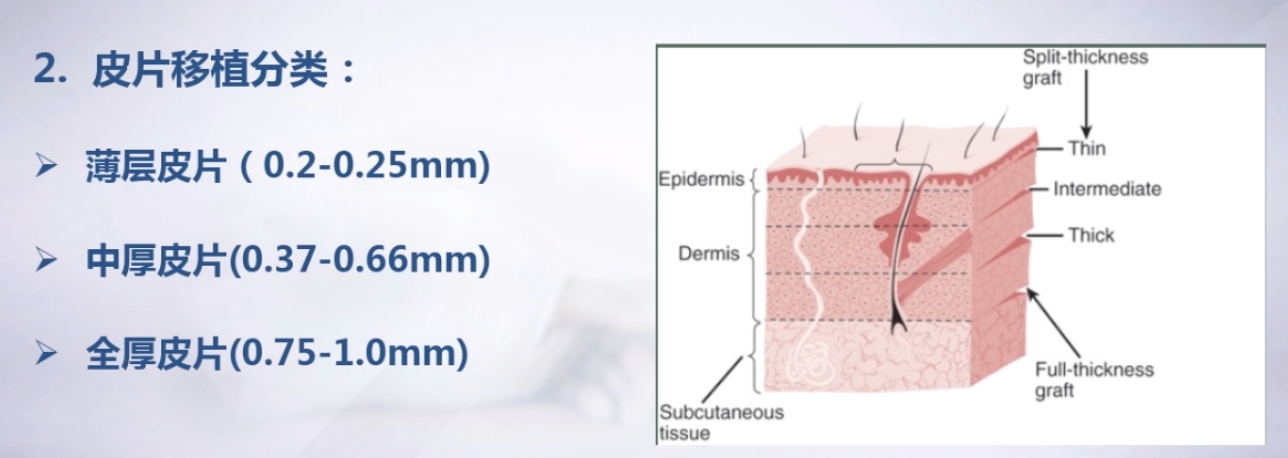 2. 皮片移植分类：
薄层皮片（0.2-0.25mm)
中厚皮片(0.37-0.66mm)
全厚皮片(0.75-1.0mm)
Split-thickness
graft
Thin
Epidermis
Intermediate
Thick
Dermis
Full-thickness
graft
Subcutaneous
tissue